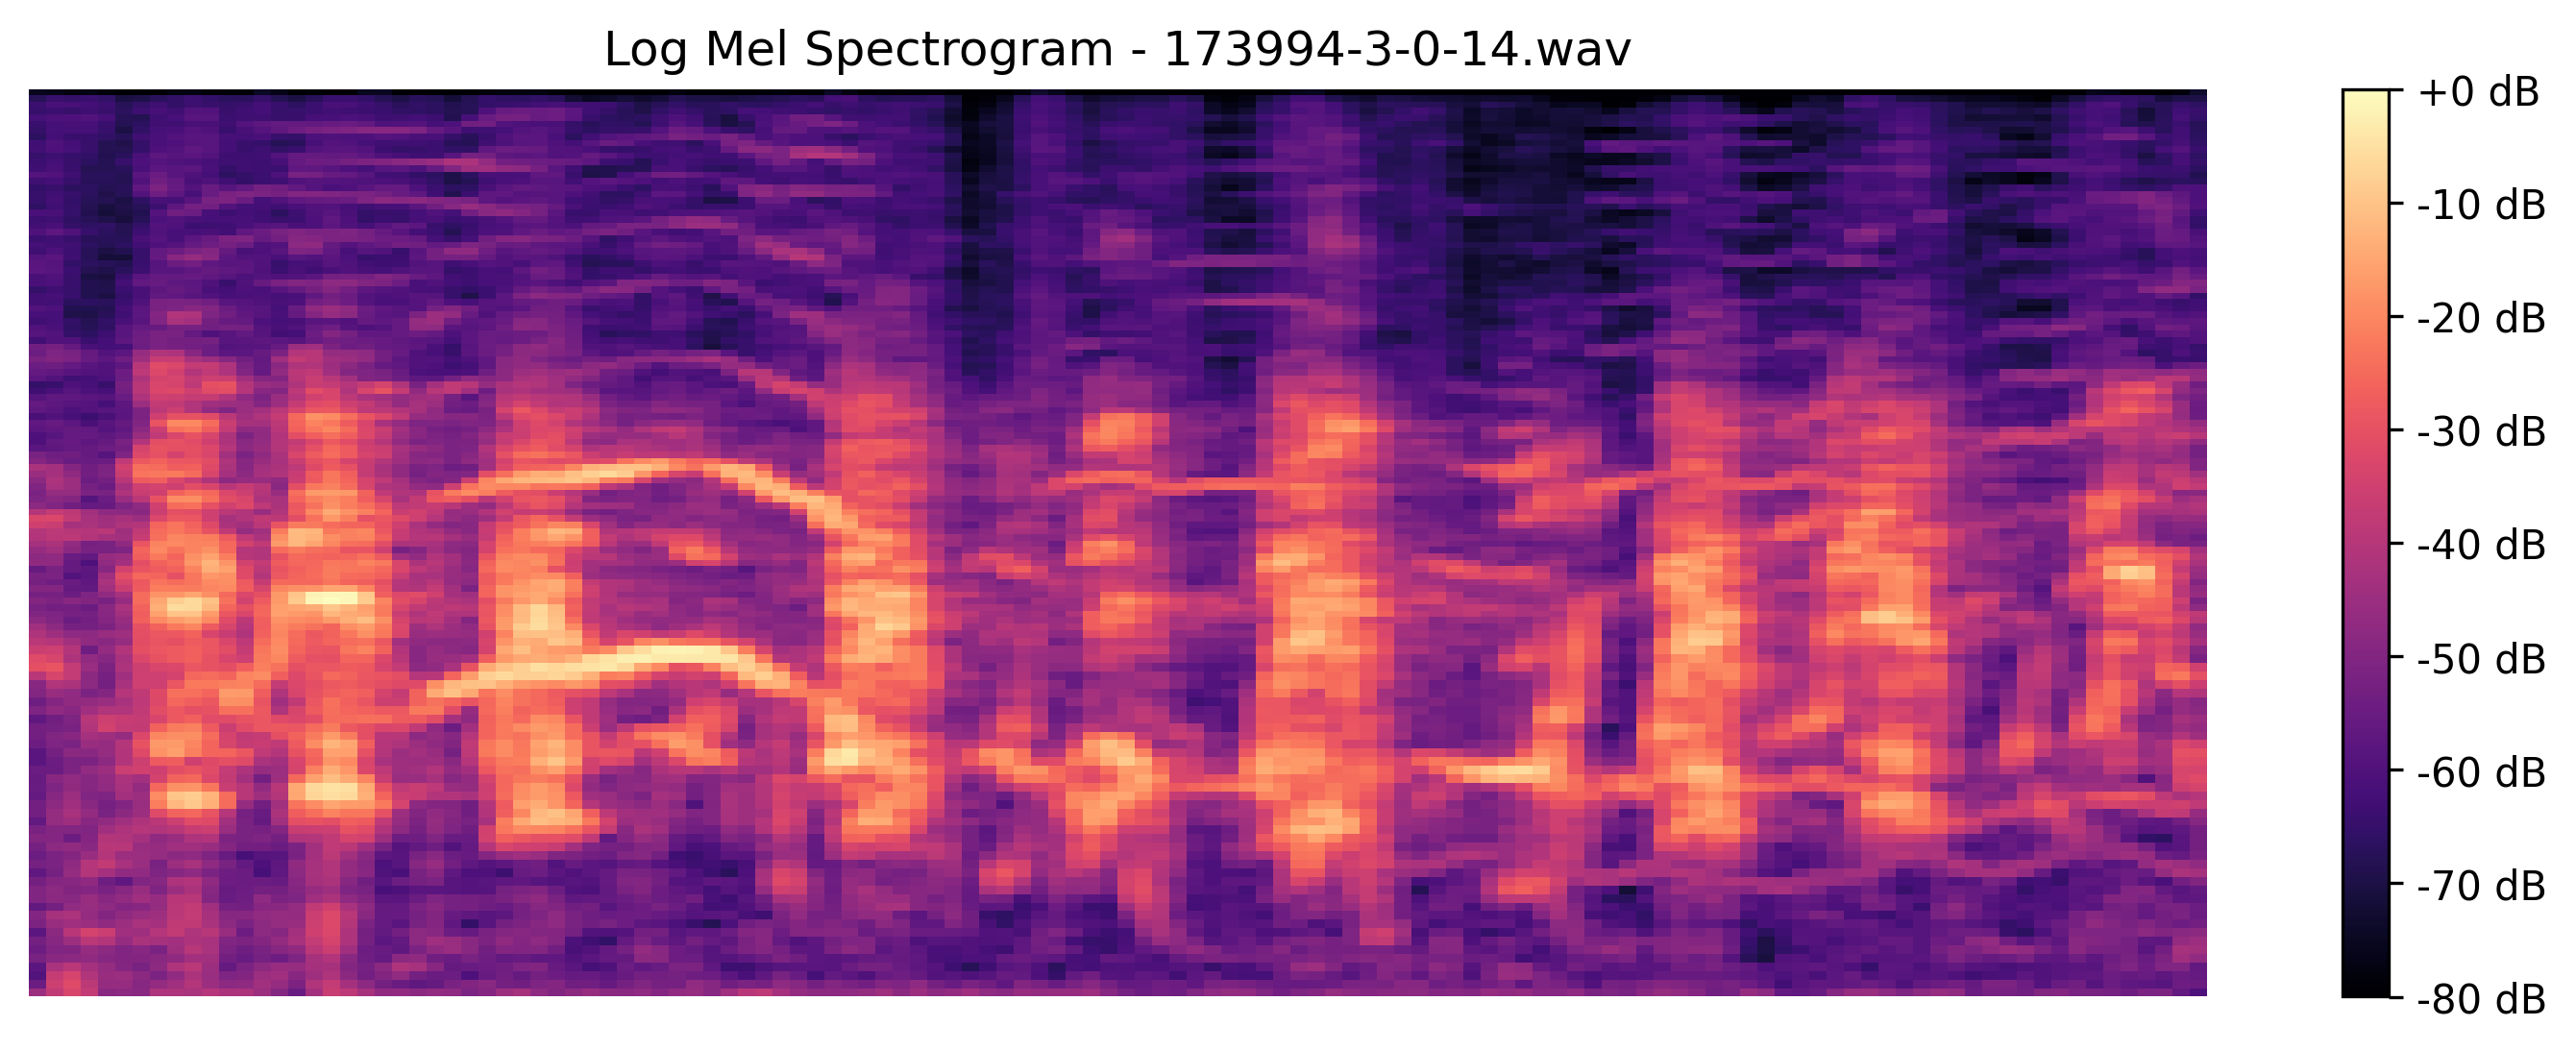 Log Mel Spectrogram - 173994-3-0-14.wav
+0 dB
-10 dB
-20 dB
-30 dB
-40 dB
-50 dB
-60 dB
-70 dB
-80 dB